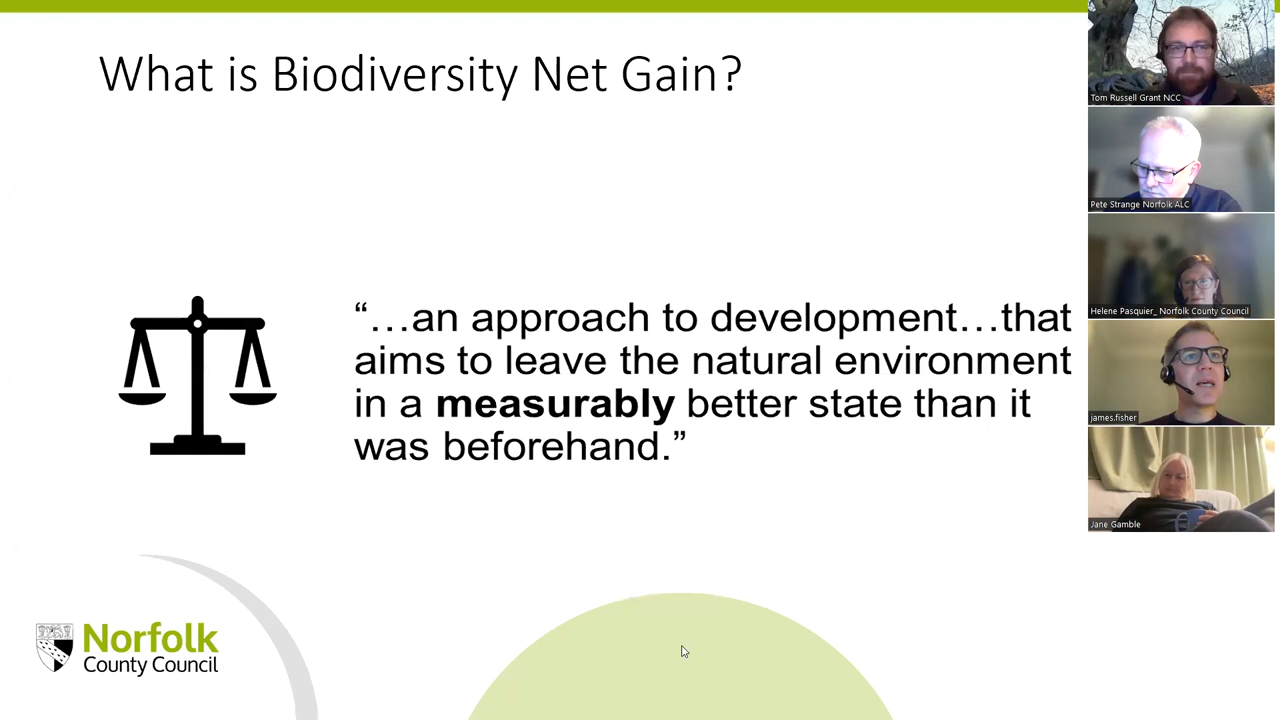 What is Biodiversity Net Gain?
“…an approach to development…that
aims to leave the natural environment
in a measurably better state than it
was beforehand.”
Norfolk
County Council
Tom Russell Grant NCC
Pete Strange Norfolk ALC
Helene Pasquier_ Norfolk County Council
james.fisher
Jane Gamble